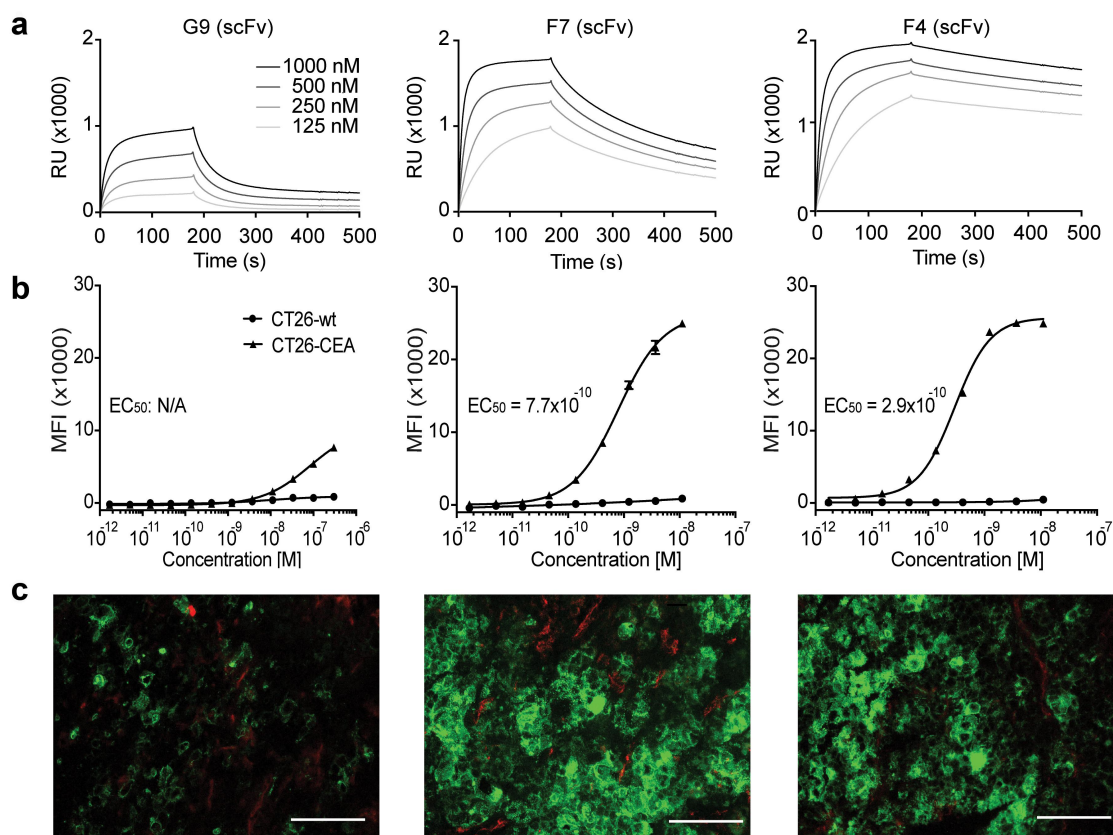 a
G9 (scFv)
F7 (scFv)
F4 (scFv)
2
1
0
RU (x1000)
1000 nM
500 nM
250 nM
125 nM
0 100 200 300 400 500
Time (s)
2
1
0
RU (x1000)
0 100 200 300 400 500
Time (s)
2
1
0
RU (x1000)
0 100 200 300 400 500
Time (s)
b
30
20
10
0
MFI (x1000)
CT26-wt
CT26-CEA
EC50: N/A
10-12 10-11 10-10 10-9 10-8 10-7 10-6
Concentration [M]
30
20
10
0
MFI (x1000)
EC50 = 7.7x10-10
10-12 10-11 10-10 10-9 10-8 10-7
Concentration [M]
30
20
10
0
MFI (x1000)
EC50 = 2.9x10-10
10-12 10-11 10-10 10-9 10-8 10-7
Concentration [M]
c